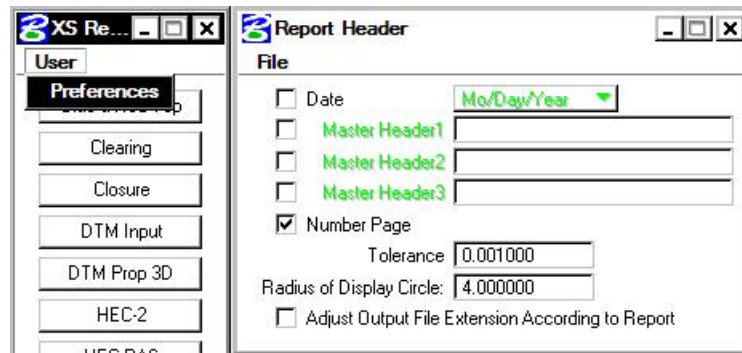 XS Re...
User
Preferences
Clearing
Closure
DTM Input
DTM Prop 3D
HEC-2
Report Header
File
Date Mo/Day/Year
Master Header1
Master Header2
Master Header3
Number Page
Tolerance 0.001000
Radius of Display Circle: 4.000000
Adjust Output File Extension According to Report